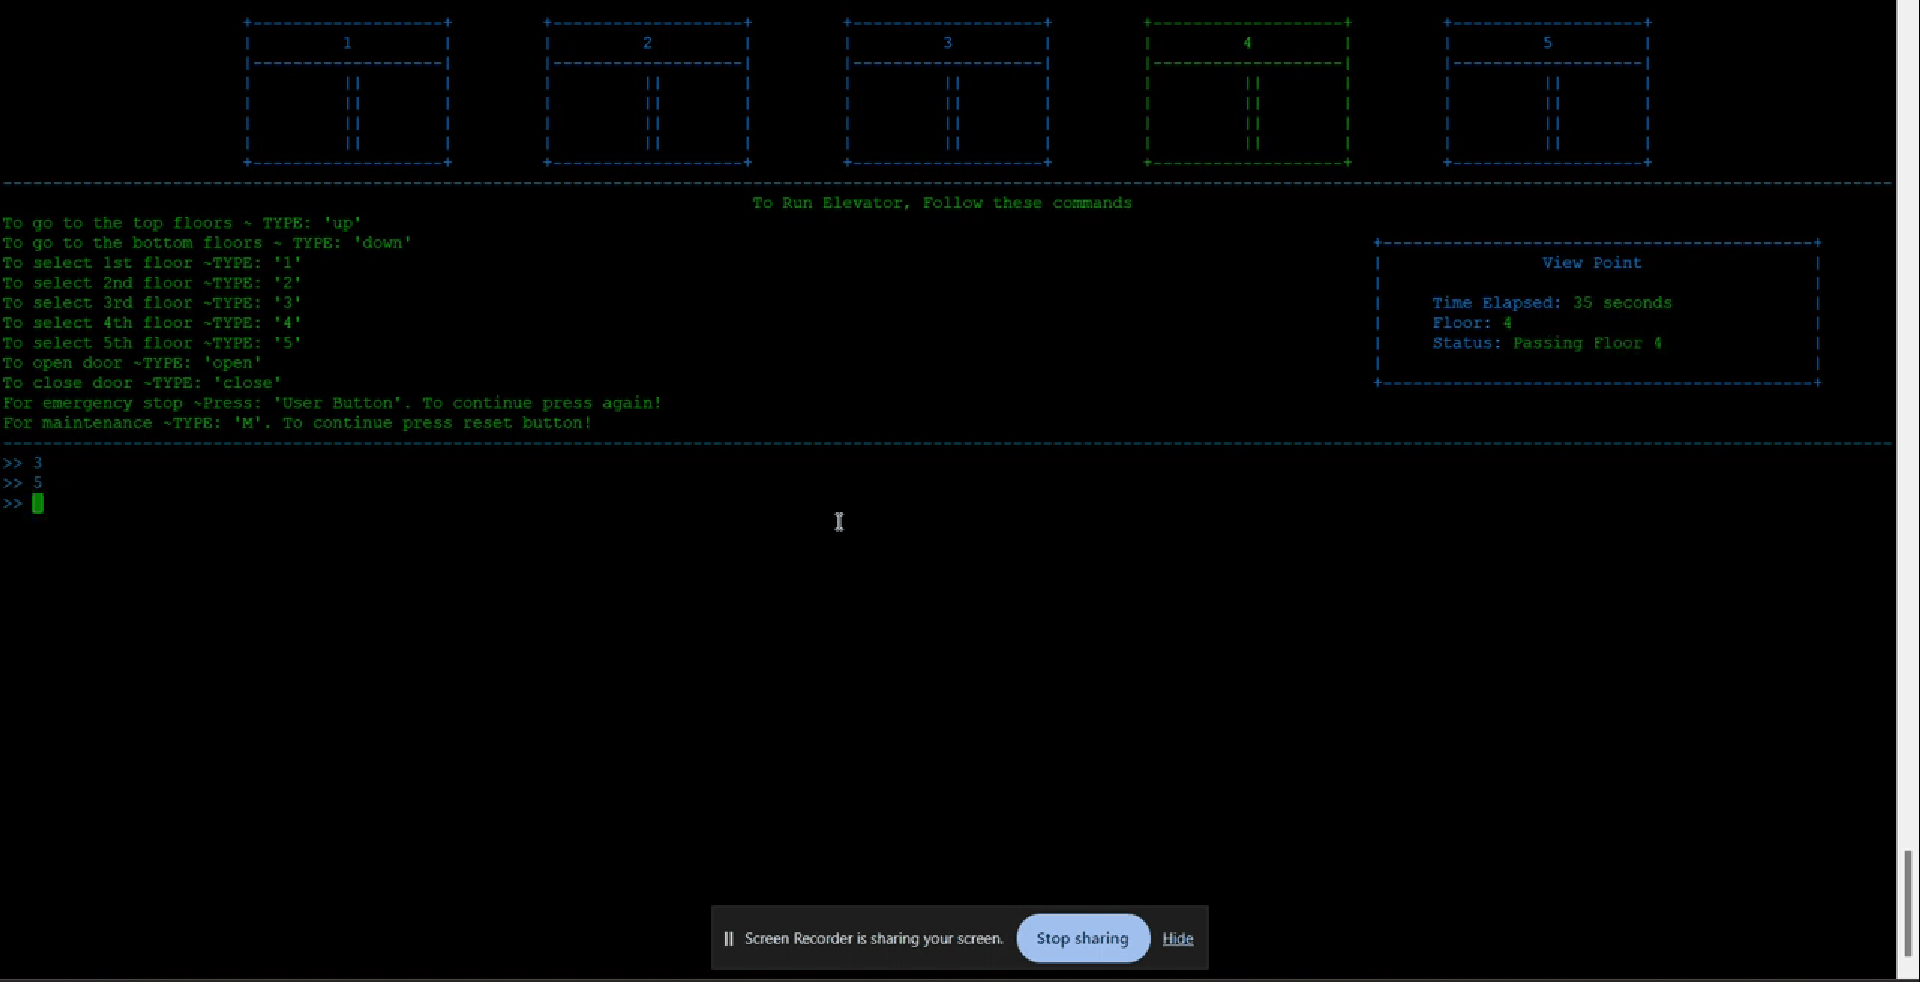 1 2 3 4 5
To Run Elevator, Follow these commands
To go to the top floors ~ TYPE: 'up'
To go to the bottom floors ~ TYPE: 'down'
To select 1st floor ~TYPE: '1'
To select 2nd floor ~TYPE: '2'
To select 3rd floor ~TYPE: '3'
To select 4th floor ~TYPE: '4'
To select 5th floor ~TYPE: '5'
To open door ~TYPE: 'open'
To close door ~TYPE: 'close'
For emergency stop ~Press: 'User Button'. To continue press again!
For maintenance ~TYPE: 'M'. To continue press reset button!
View Point
Time Elapsed: 35 seconds
Floor: 4
Status: Passing Floor 4
>> 3
>> 5
>>
Screen Recorder is sharing your screen. Stop sharing Hide